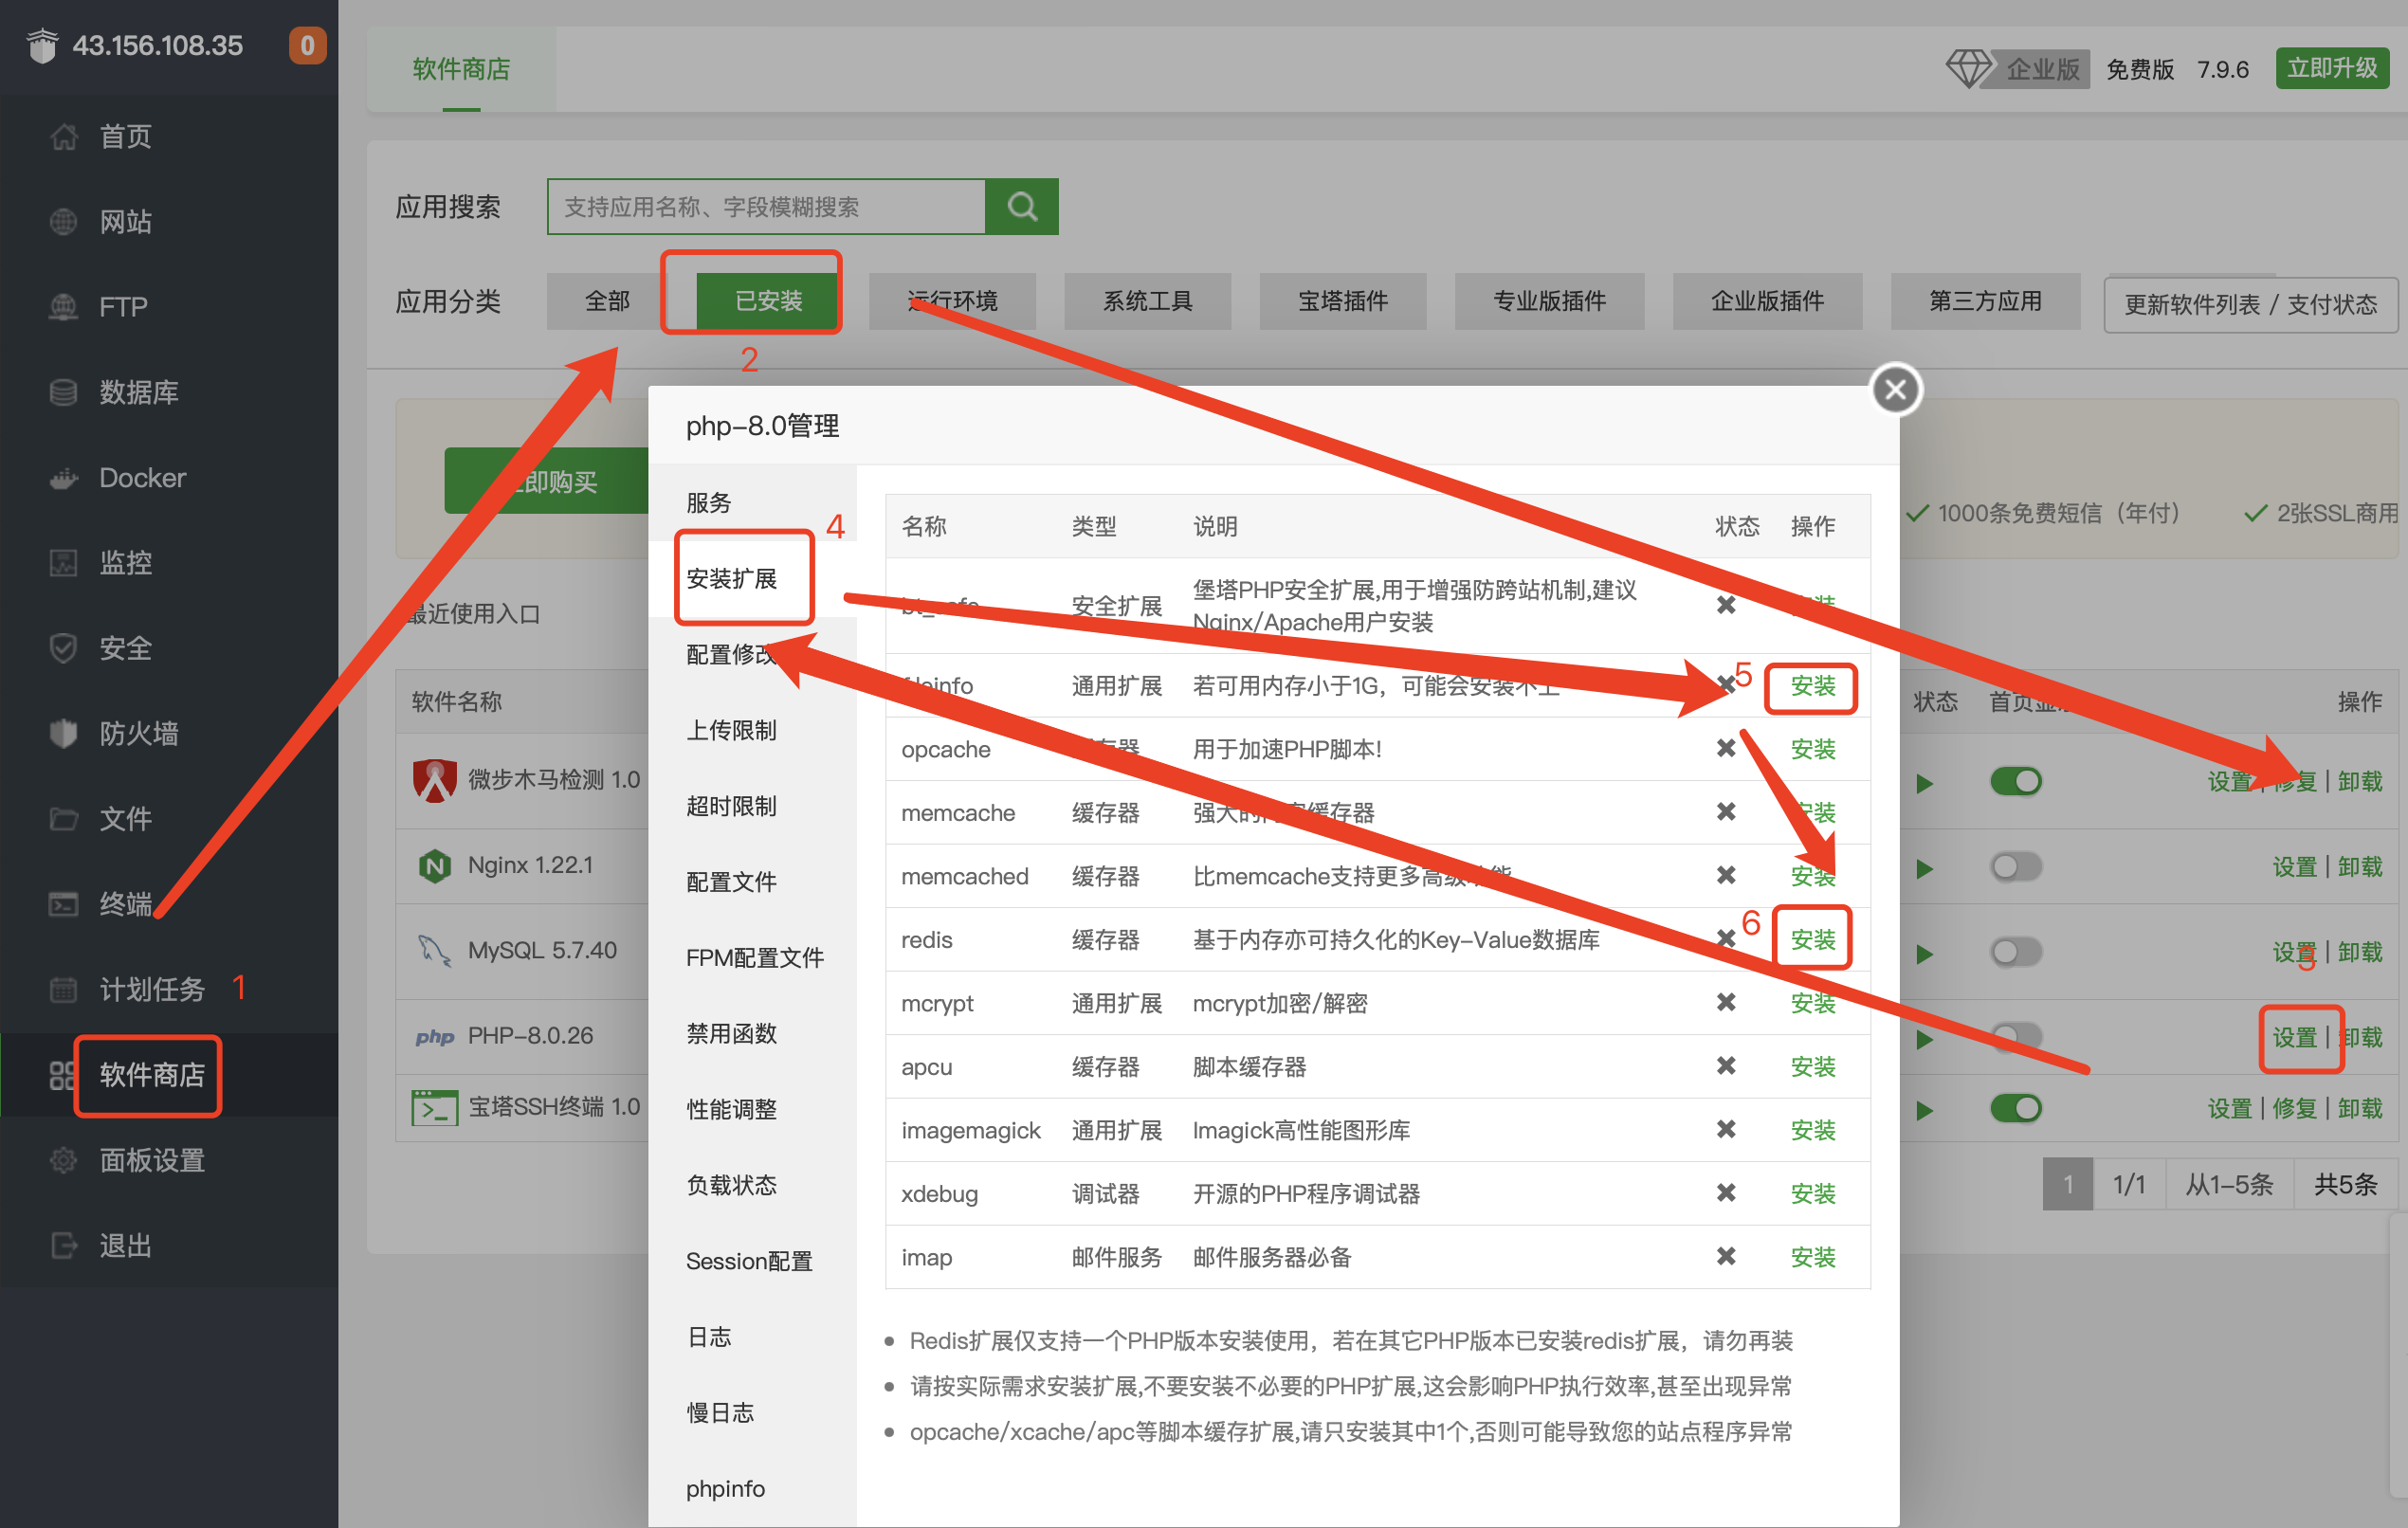 43.156.108.35
0
首页
网站
FTP
数据库
Docker
监控
安全
防火墙
文件
终端
计划任务 1
软件商店
面板设置
退出
软件商店
企业版 免费版 7.9.6 立即升级
应用搜索 支持应用名称、字段模糊搜索
应用分类 全部 已安装 运行环境 系统工具 宝塔插件 专业版插件 企业版插件 第三方应用 更新软件列表 / 支付状态
2
即购买
1000条免费短信（年付） 2张SSL商用
最近使用入口
软件名称 状态 操作
微步木马检测 1.0 设置 修复 | 卸载
Nginx 1.22.1 设置 | 卸载
MySQL 5.7.40 设置 | 卸载
3
PHP-8.0.26 设置 | 卸载
宝塔SSH终端 1.0 设置 | 修复 | 卸载
1 1/1 从1-5条 共5条
php-8.0管理
服务
4
安装扩展
配置修改
上传限制
超时限制
配置文件
FPM配置文件
禁用函数
性能调整
负载状态
Session配置
日志
慢日志
phpinfo
名称 类型 说明 状态 操作
安全扩展 堡塔PHP安全扩展,用于增强防跨站机制,建议
Nginx/Apache用户安装
通用扩展 若可用内存小于1G，可能会安装不上 5 安装
opcache 缓存器 用于加速PHP脚本! 安装
memcache 缓存器 强大的内容缓存器 安装
memcached 缓存器 比memcache支持更多高级功能 安装
redis 缓存器 基于内存亦可持久化的Key-Value数据库 6 安装
mcrypt 通用扩展 mcrypt加密/解密 安装
apcu 缓存器 脚本缓存器 安装
imagemagick 通用扩展 Imagick高性能图形库 安装
xdebug 调试器 开源的PHP程序调试器 安装
imap 邮件服务 邮件服务器必备 安装
Redis扩展仅支持一个PHP版本安装使用，若在其它PHP版本已安装redis扩展，请勿再装
请按实际需求安装扩展,不要安装不必要的PHP扩展,这会影响PHP执行效率,甚至出现异常
opcache/xcache/apc等脚本缓存扩展,请只安装其中1个,否则可能导致您的站点程序异常